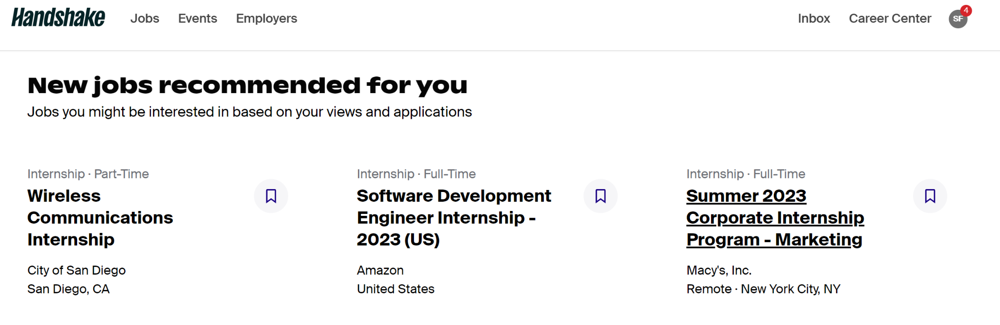 Handshake Jobs Events Employers Inbox Career Center SF 4
New jobs recommended for you
Jobs you might be interested in based on your views and applications
Internship · Part-Time
Wireless
Communications
Internship
City of San Diego
San Diego, CA
Internship · Full-Time
Software Development
Engineer Internship -
2023 (US)
Amazon
United States
Internship · Full-Time
Summer 2023
Corporate Internship
Program - Marketing
Macy's, Inc.
Remote · New York City, NY